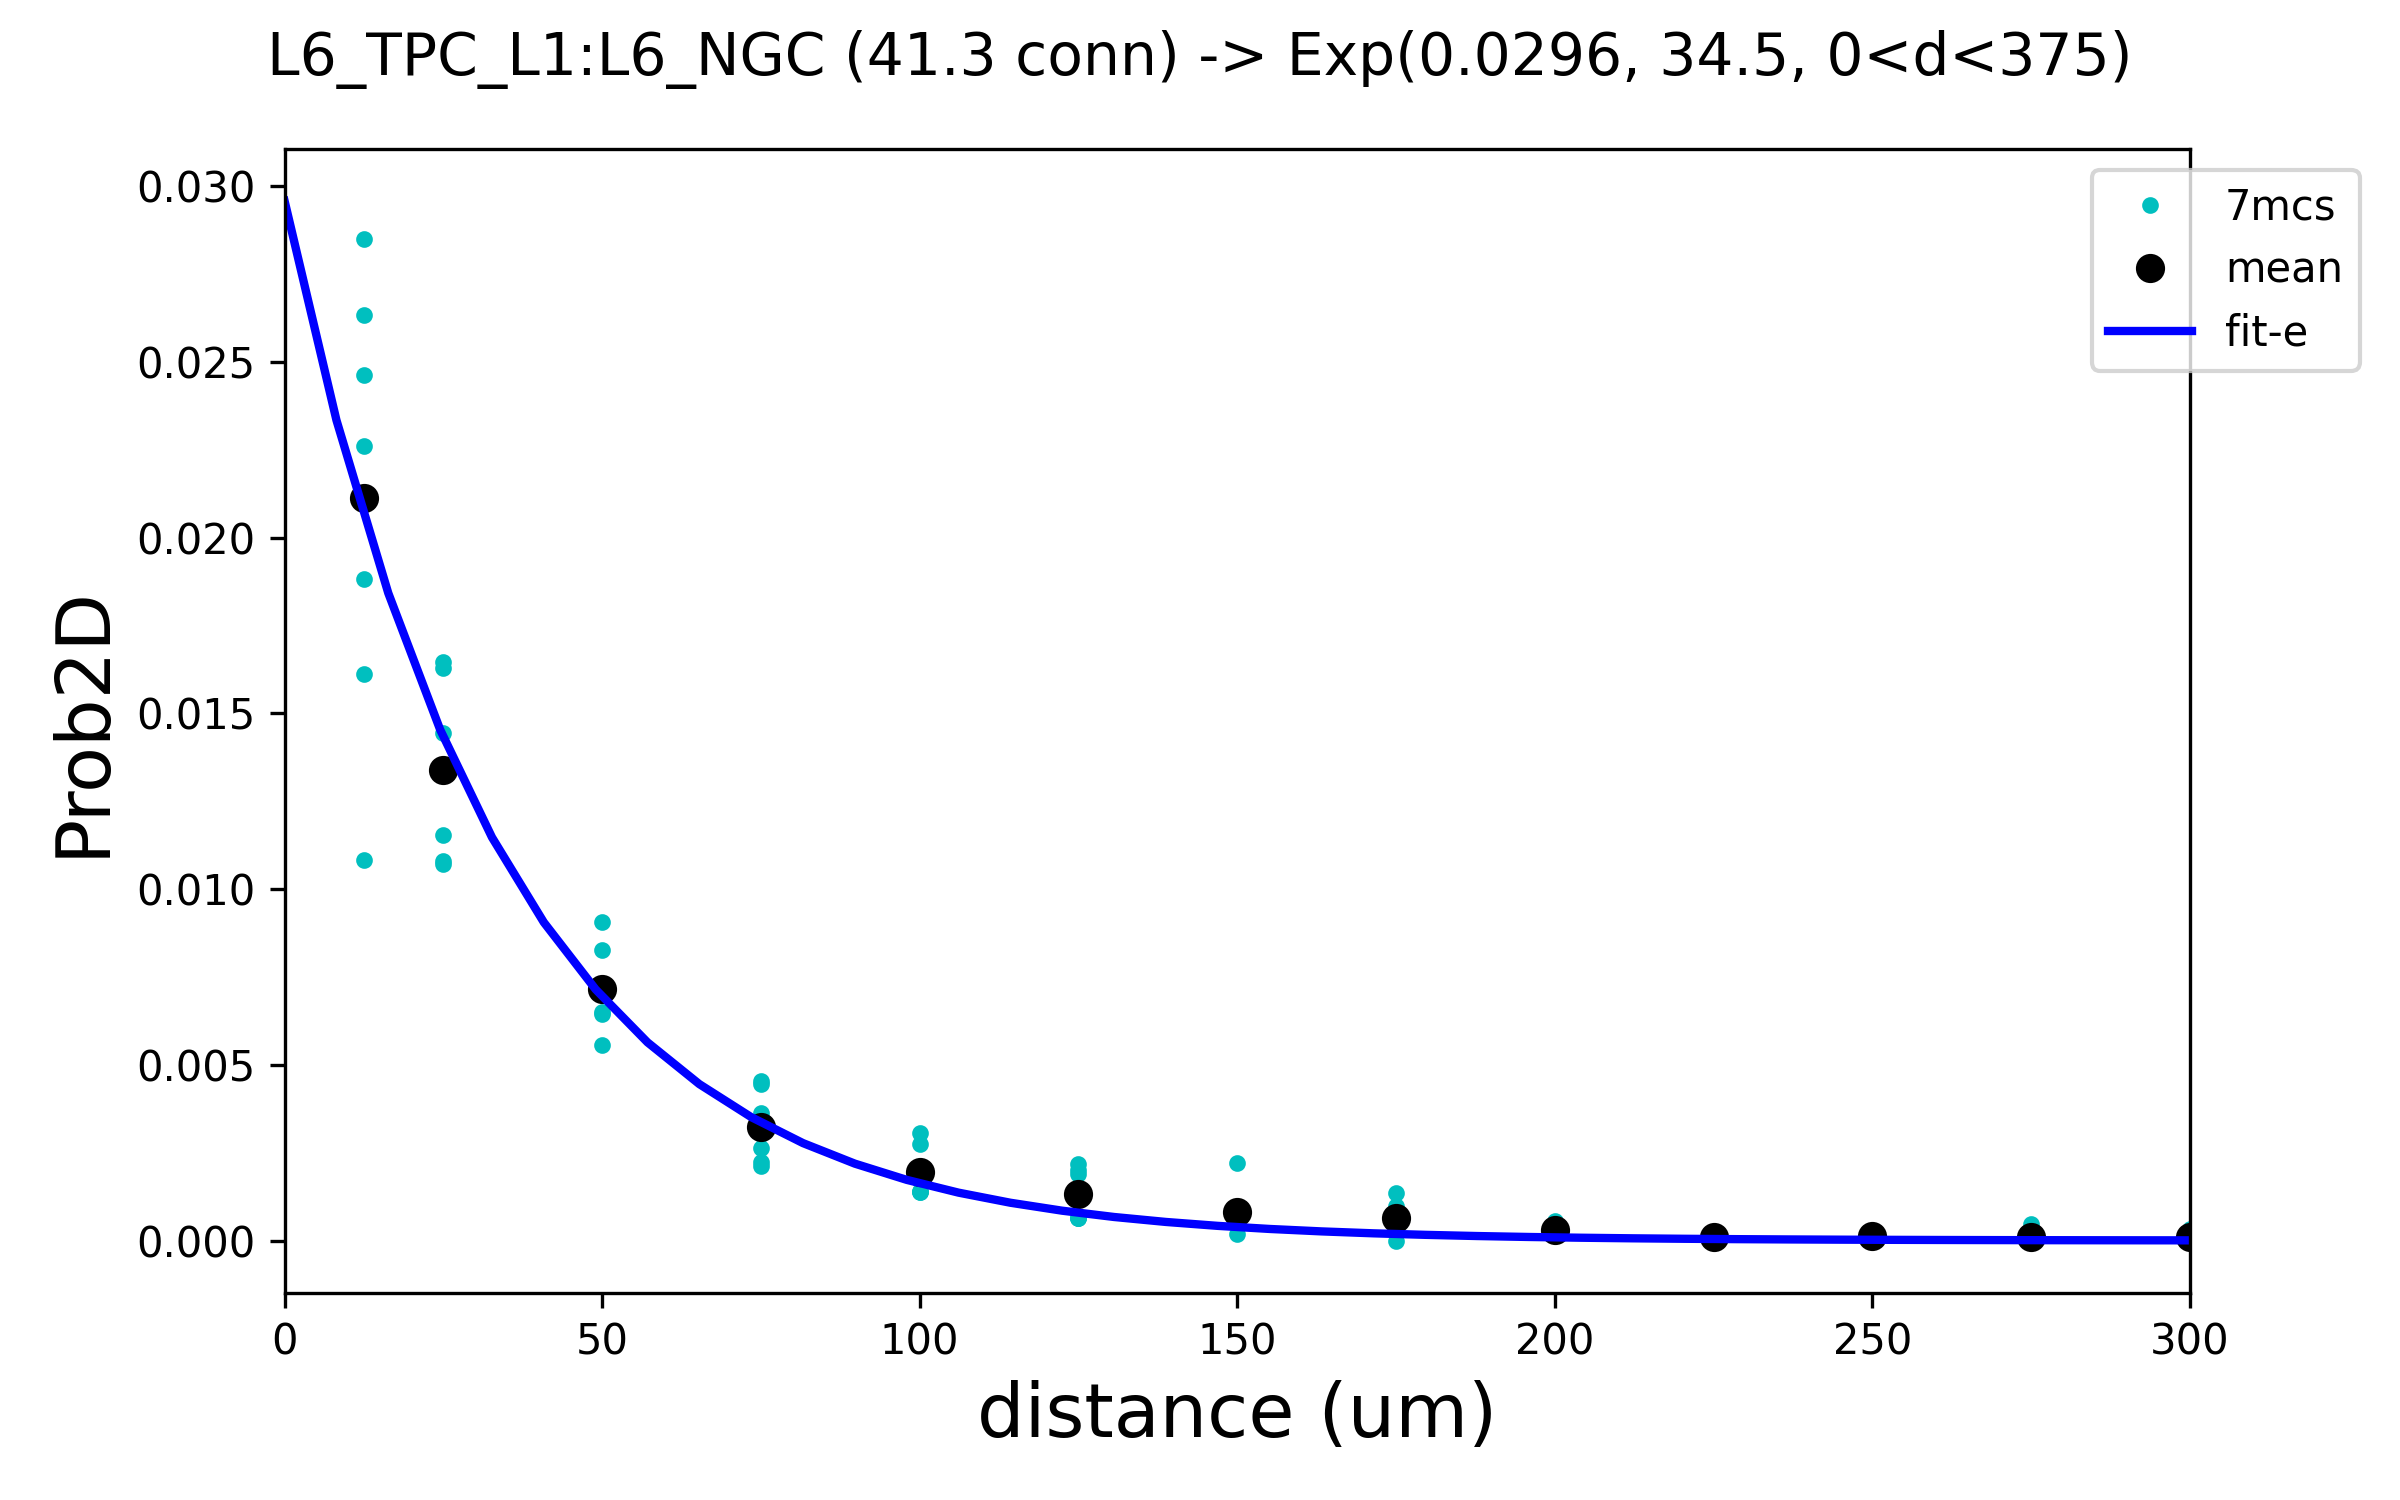 L6_TPC_L1:L6_NGC (41.3 conn) -> Exp(0.0296, 34.5, 0<d<375)
7mcs
mean
fit-e
Prob2D
0.030
0.025
0.020
0.015
0.010
0.005
0.000
0 50 100 150 200 250 300
distance (um)